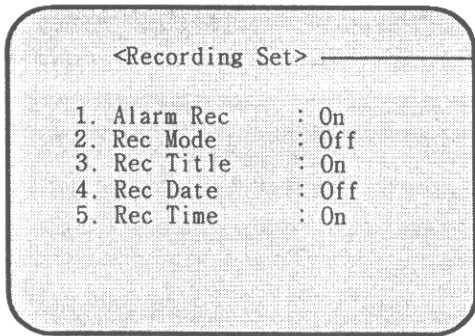 <Recording Set>
1. Alarm Rec : On
2. Rec Mode : Off
3. Rec Title : On
4. Rec Date : Off
5. Rec Time : On